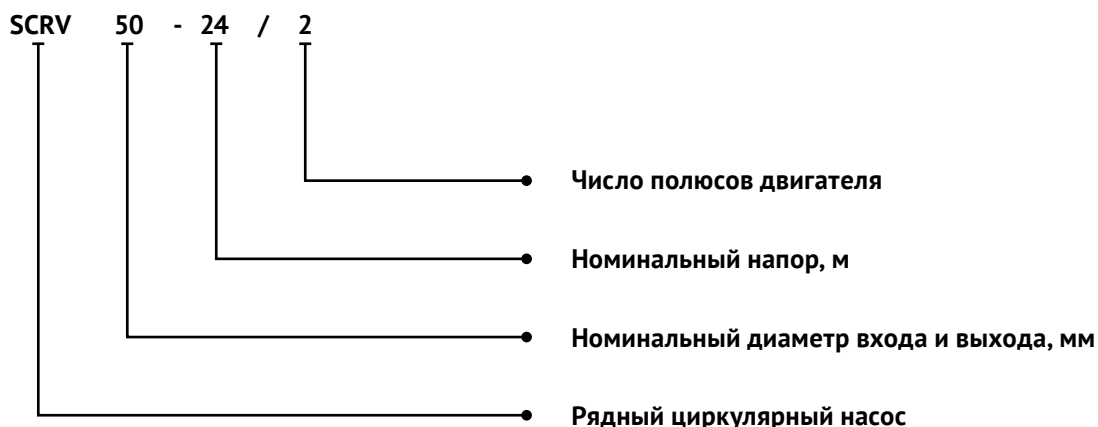 SCRV 50 - 24 / 2
Число полюсов двигателя
Номинальный напор, м
Номинальный диаметр входа и выхода, мм
Рядный циркулярный насос